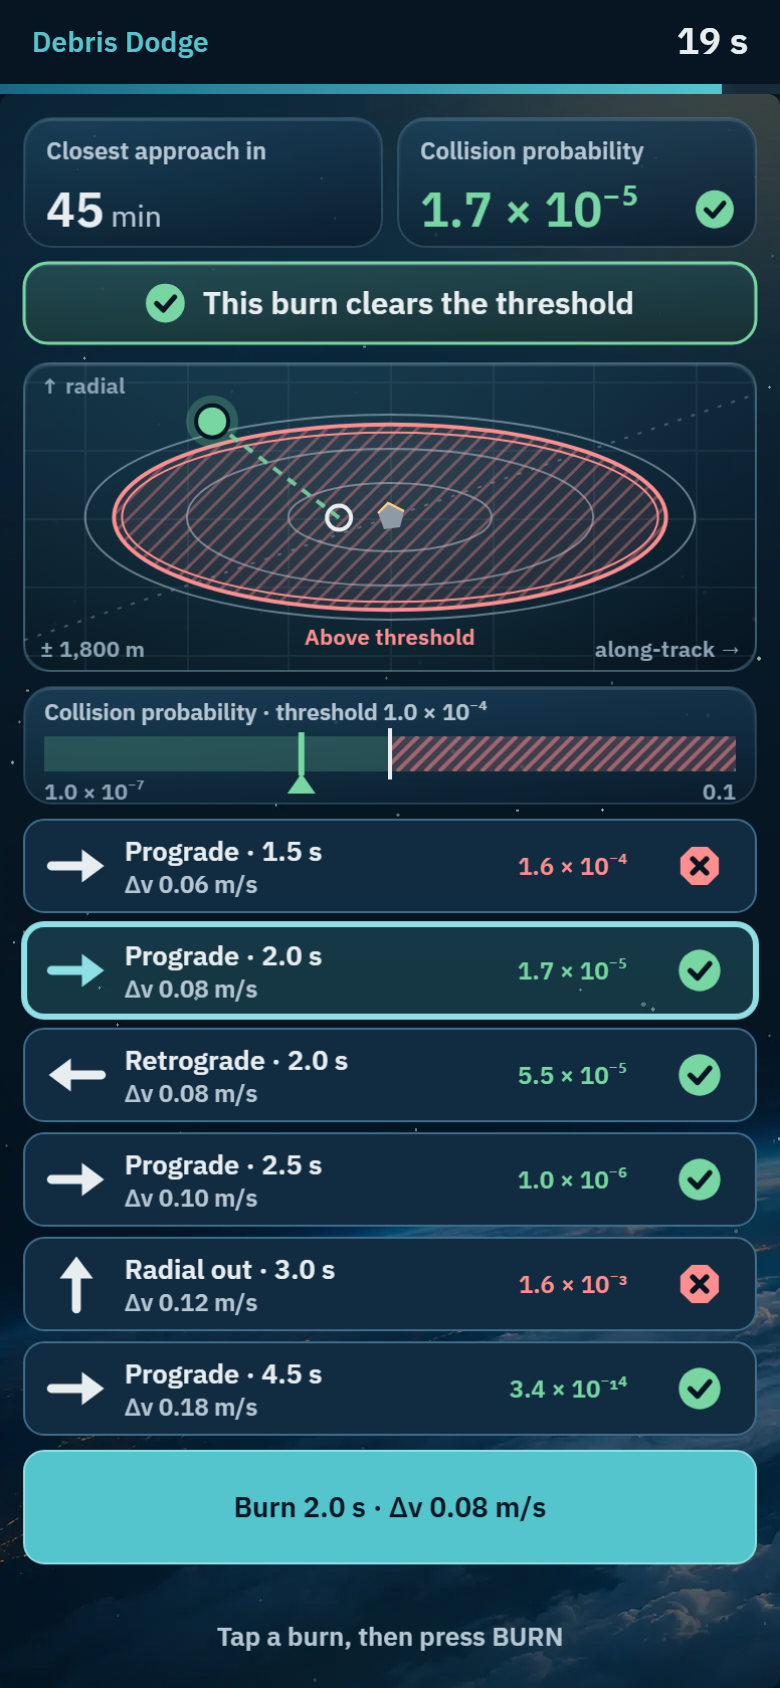 Debris Dodge
19 s
Closest approach in
45 min
Collision probability
1.7 × 10⁻⁵
This burn clears the threshold
↑ radial
Above threshold
± 1,800 m
along-track →
Collision probability · threshold 1.0 × 10⁻⁴
1.0 × 10⁻⁷
0.1
Prograde · 1.5 s
Δv 0.06 m/s
1.6 × 10⁻⁴
Prograde · 2.0 s
Δv 0.08 m/s
1.7 × 10⁻⁵
Retrograde · 2.0 s
Δv 0.08 m/s
5.5 × 10⁻⁵
Prograde · 2.5 s
Δv 0.10 m/s
1.0 × 10⁻⁶
Radial out · 3.0 s
Δv 0.12 m/s
1.6 × 10⁻³
Prograde · 4.5 s
Δv 0.18 m/s
3.4 × 10⁻¹⁴
Burn 2.0 s · Δv 0.08 m/s
Tap a burn, then press BURN